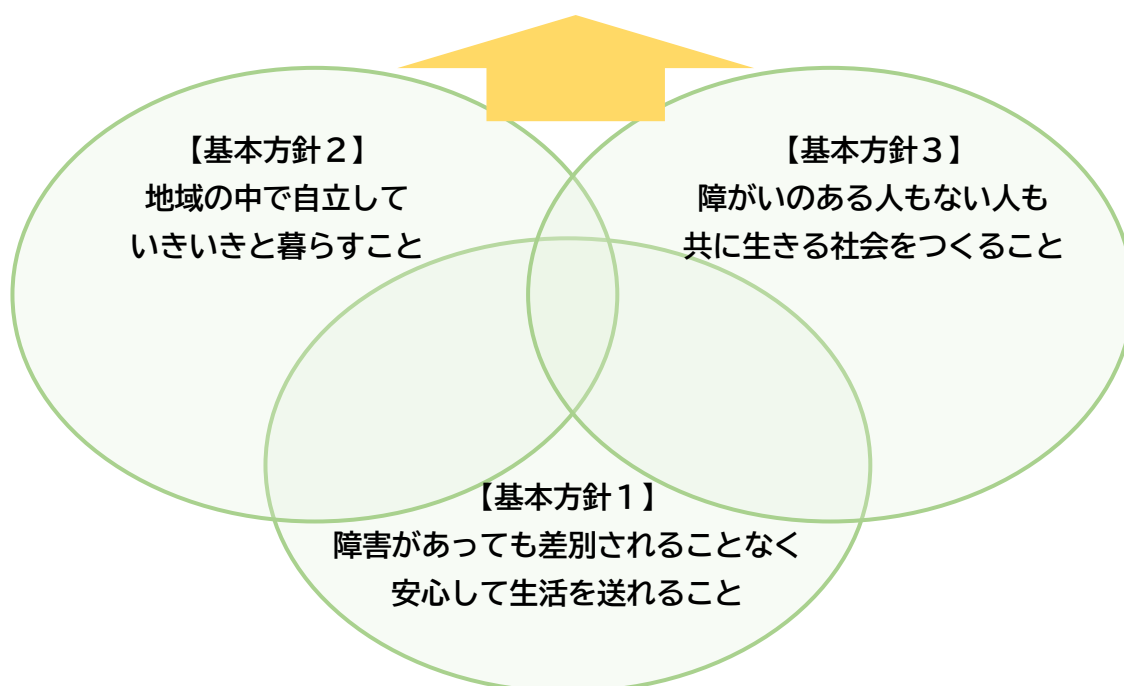 【基本方針２】
地域の中で自立して
いきいきと暮らすこと
【基本方針３】
障がいのある人もない人も
共に生きる社会をつくること
【基本方針１】
障害があっても差別されることなく
安心して生活を送れること